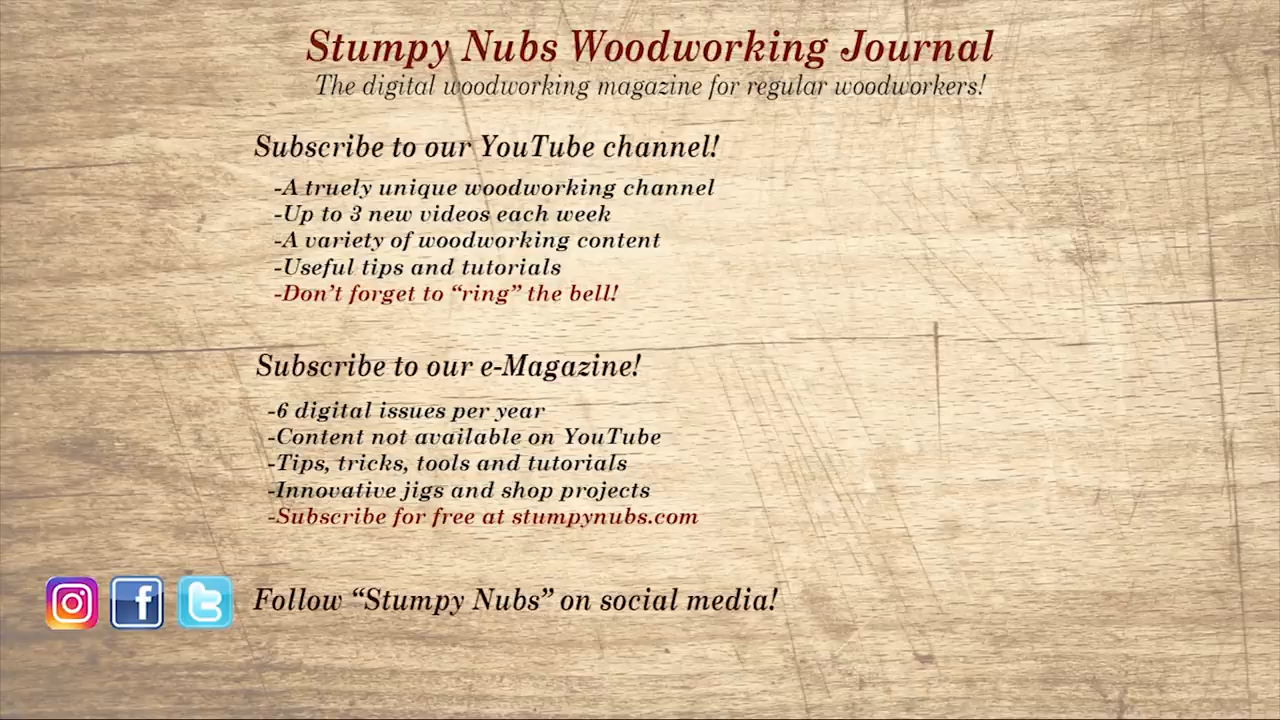 Stumpy Nubs Woodworking Journal
The digital woodworking magazine for regular woodworkers!
Subscribe to our YouTube channel!
-A truely unique woodworking channel
-Up to 3 new videos each week
-A variety of woodworking content
-Useful tips and tutorials
-Don’t forget to “ring” the bell!
Subscribe to our e-Magazine!
-6 digital issues per year
-Content not available on YouTube
-Tips, tricks, tools and tutorials
-Innovative jigs and shop projects
-Subscribe for free at stumpynubs.com
Follow “Stumpy Nubs” on social media!